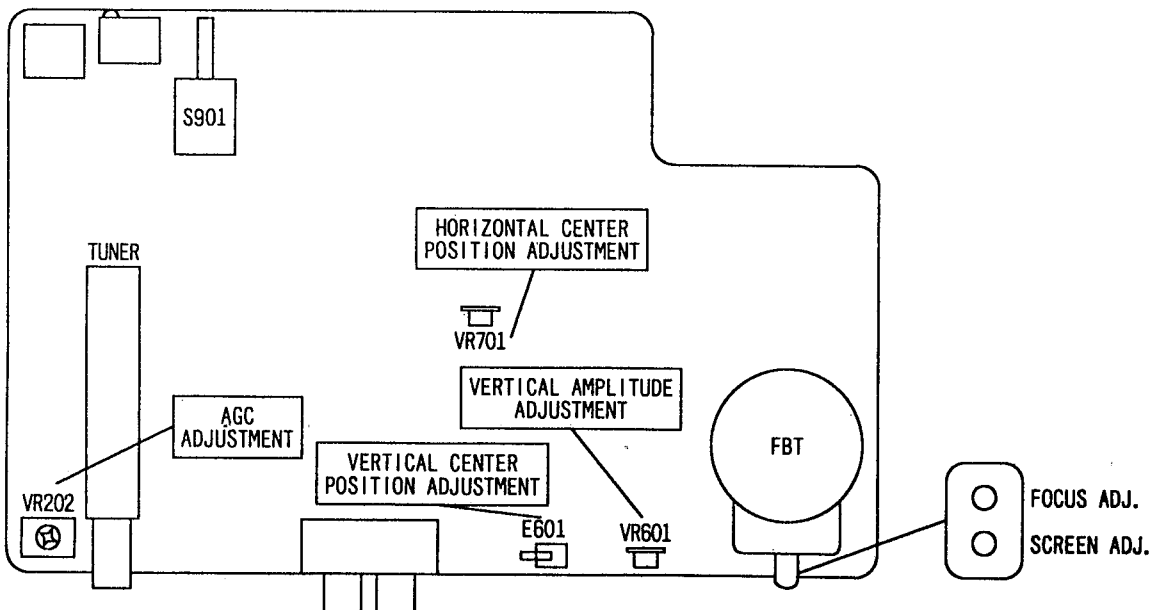 S901
HORIZONTAL CENTER
POSITION ADJUSTMENT
TUNER
VR701
VERTICAL AMPLITUDE
ADJUSTMENT
AGC
ADJUSTMENT
FBT
VERTICAL CENTER
POSITION ADJUSTMENT
VR202
E601
VR601
FOCUS ADJ.
SCREEN ADJ.